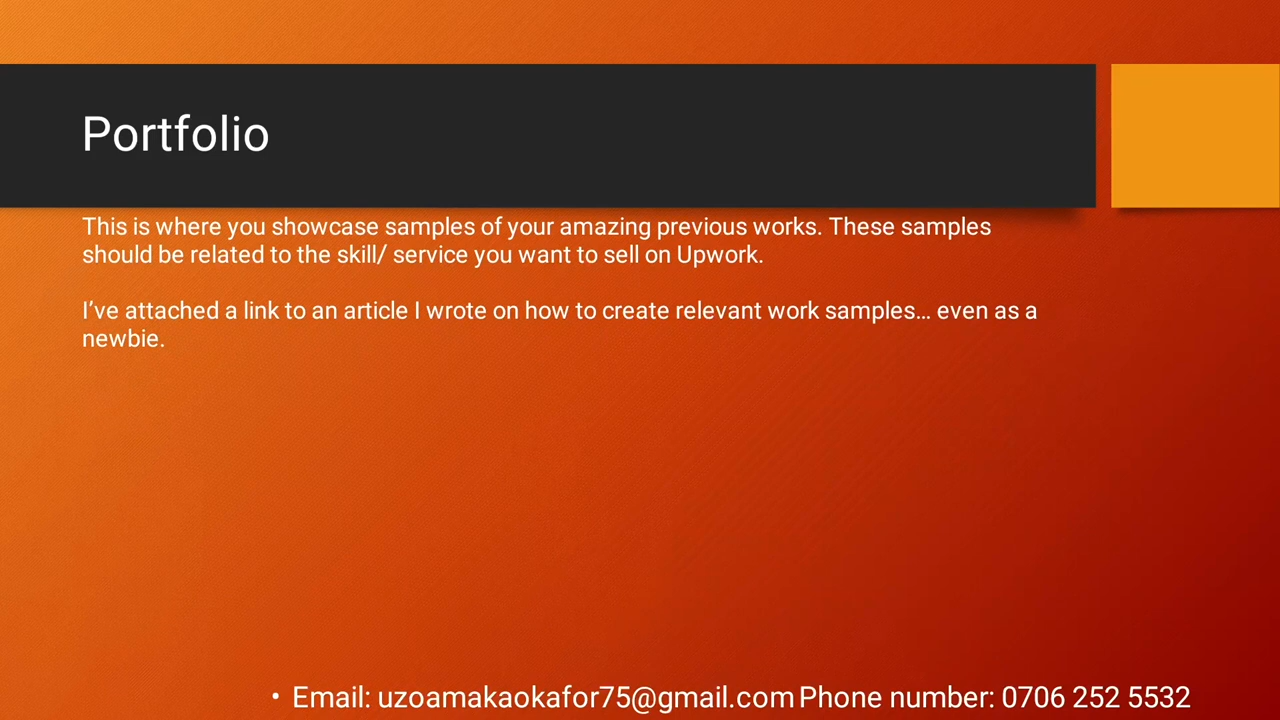 Portfolio
This is where you showcase samples of your amazing previous works. These samples
should be related to the skill/ service you want to sell on Upwork.
I’ve attached a link to an article I wrote on how to create relevant work samples… even as a
newbie.
• Email: uzoamakaokafor75@gmail.com Phone number: 0706 252 5532